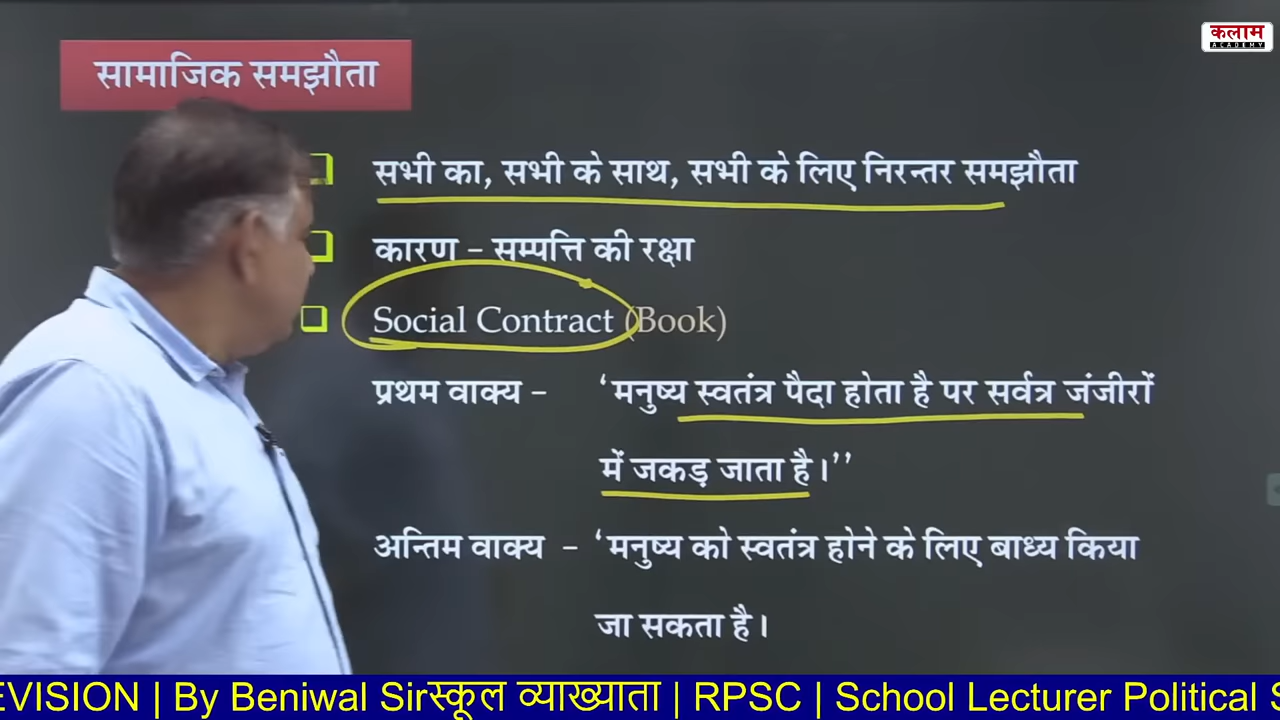 कलाम
ACADEMY
सामाजिक समझौता
सभी का, सभी के साथ, सभी के लिए निरन्तर समझौता
कारण – सम्पत्ति की रक्षा
Social Contract (Book)
प्रथम वाक्य – ‘मनुष्य स्वतंत्र पैदा होता है पर सर्वत्र जंजीरों
में जकड़ जाता है।’’
अन्तिम वाक्य – ‘मनुष्य को स्वतंत्र होने के लिए बाध्य किया
जा सकता है।
EVISION | By Beniwal Sirस्कूल व्याख्याता | RPSC | School Lecturer Political S